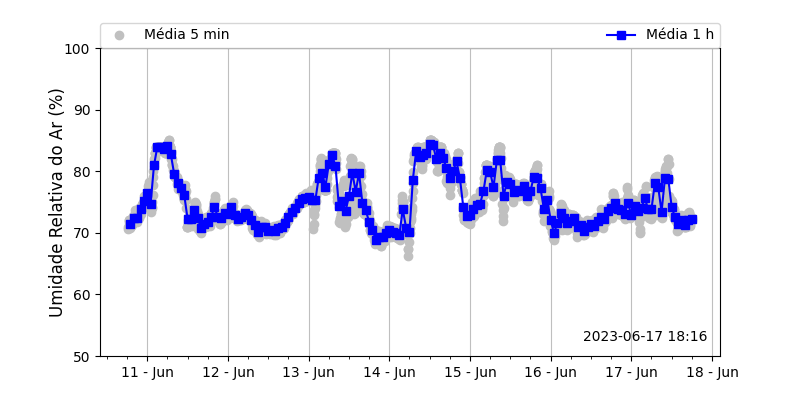 Média 5 min
Média 1 h
Umidade Relativa do Ar (%)
100
90
80
70
60
50
2023-06-17 18:16
11 - Jun
12 - Jun
13 - Jun
14 - Jun
15 - Jun
16 - Jun
17 - Jun
18 - Jun